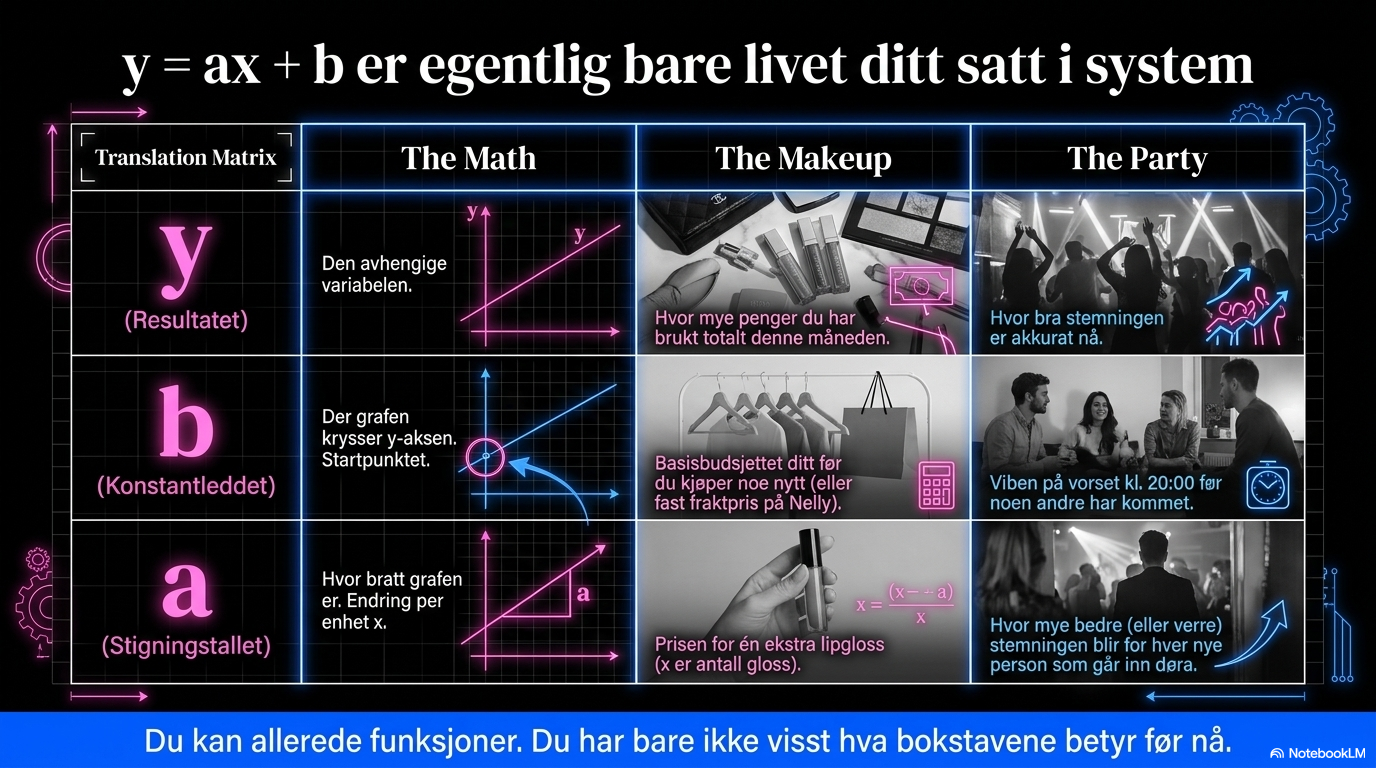 y = ax + b er egentlig bare livet ditt satt i system
Translation Matrix
The Math
The Makeup
The Party
y
(Resultatet)
Den avhengige
variabelen.
y
y
Hvor mye penger du har
brukt totalt denne måneden.
Hvor bra stemningen
er akkurat nå.
b
(Konstantleddet)
Der grafen
krysser y-aksen.
Startpunktet.
Basisbudsjettet ditt før
du kjøper noe nytt (eller
fast fraktpris på Nelly).
Viben på vorset kl. 20:00 før
noen andre har kommet.
a
(Stigningstallet)
Hvor bratt grafen
er. Endring per
enhet x.
a
Prisen for én ekstra lipgloss
(x er antall gloss).
x = (x – – a)
x
Hvor mye bedre (eller verre)
stemningen blir for hver nye
person som går inn døra.
Du kan allerede funksjoner. Du har bare ikke visst hva bokstavene betyr før nå.
NotebookLM